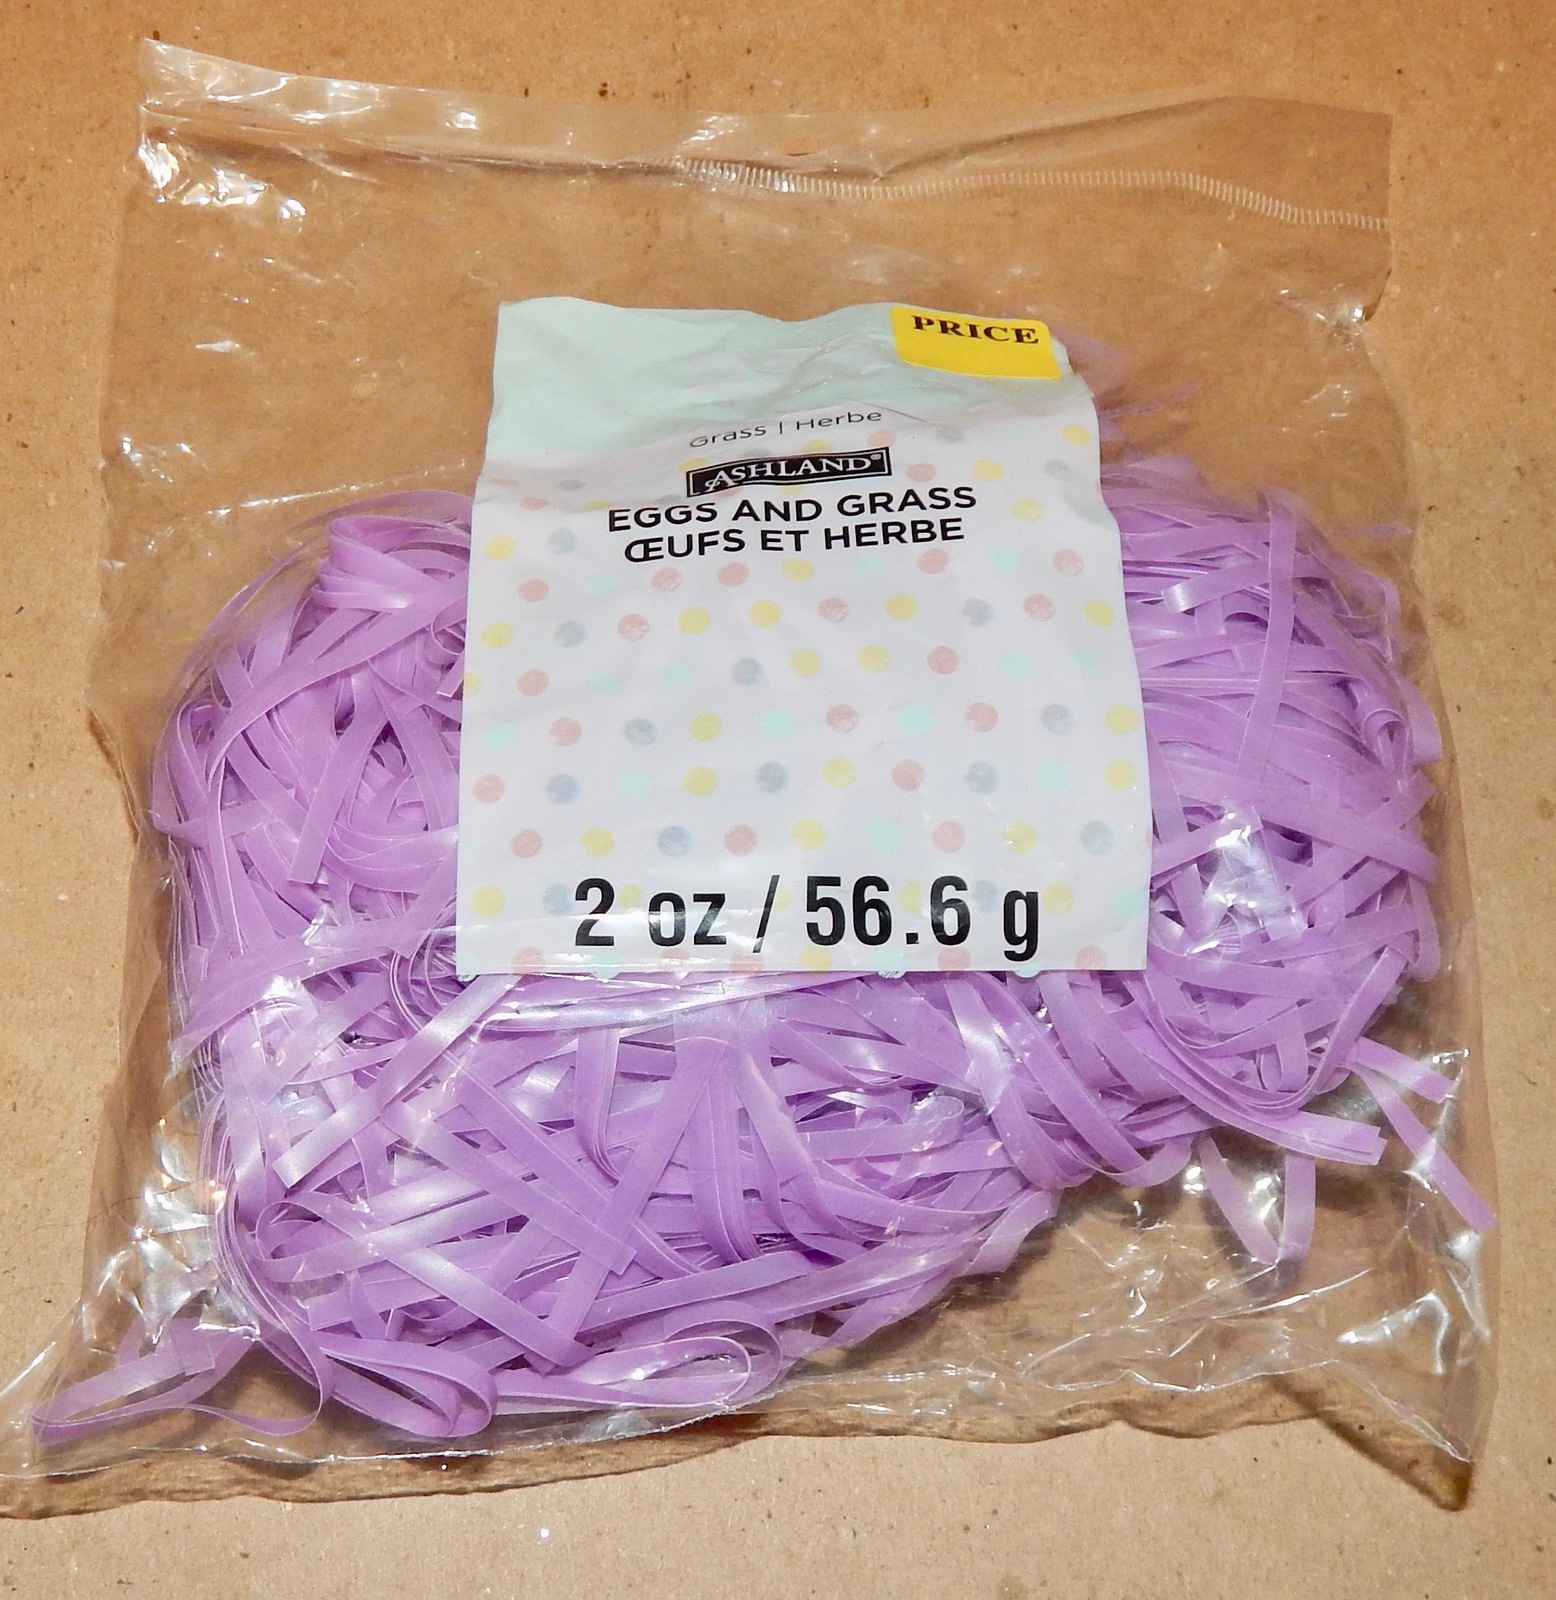 PRICE
Grass | Herbe
ASHLAND®
EGGS AND GRASS
ŒUFS ET HERBE
2 oz / 56.6 g